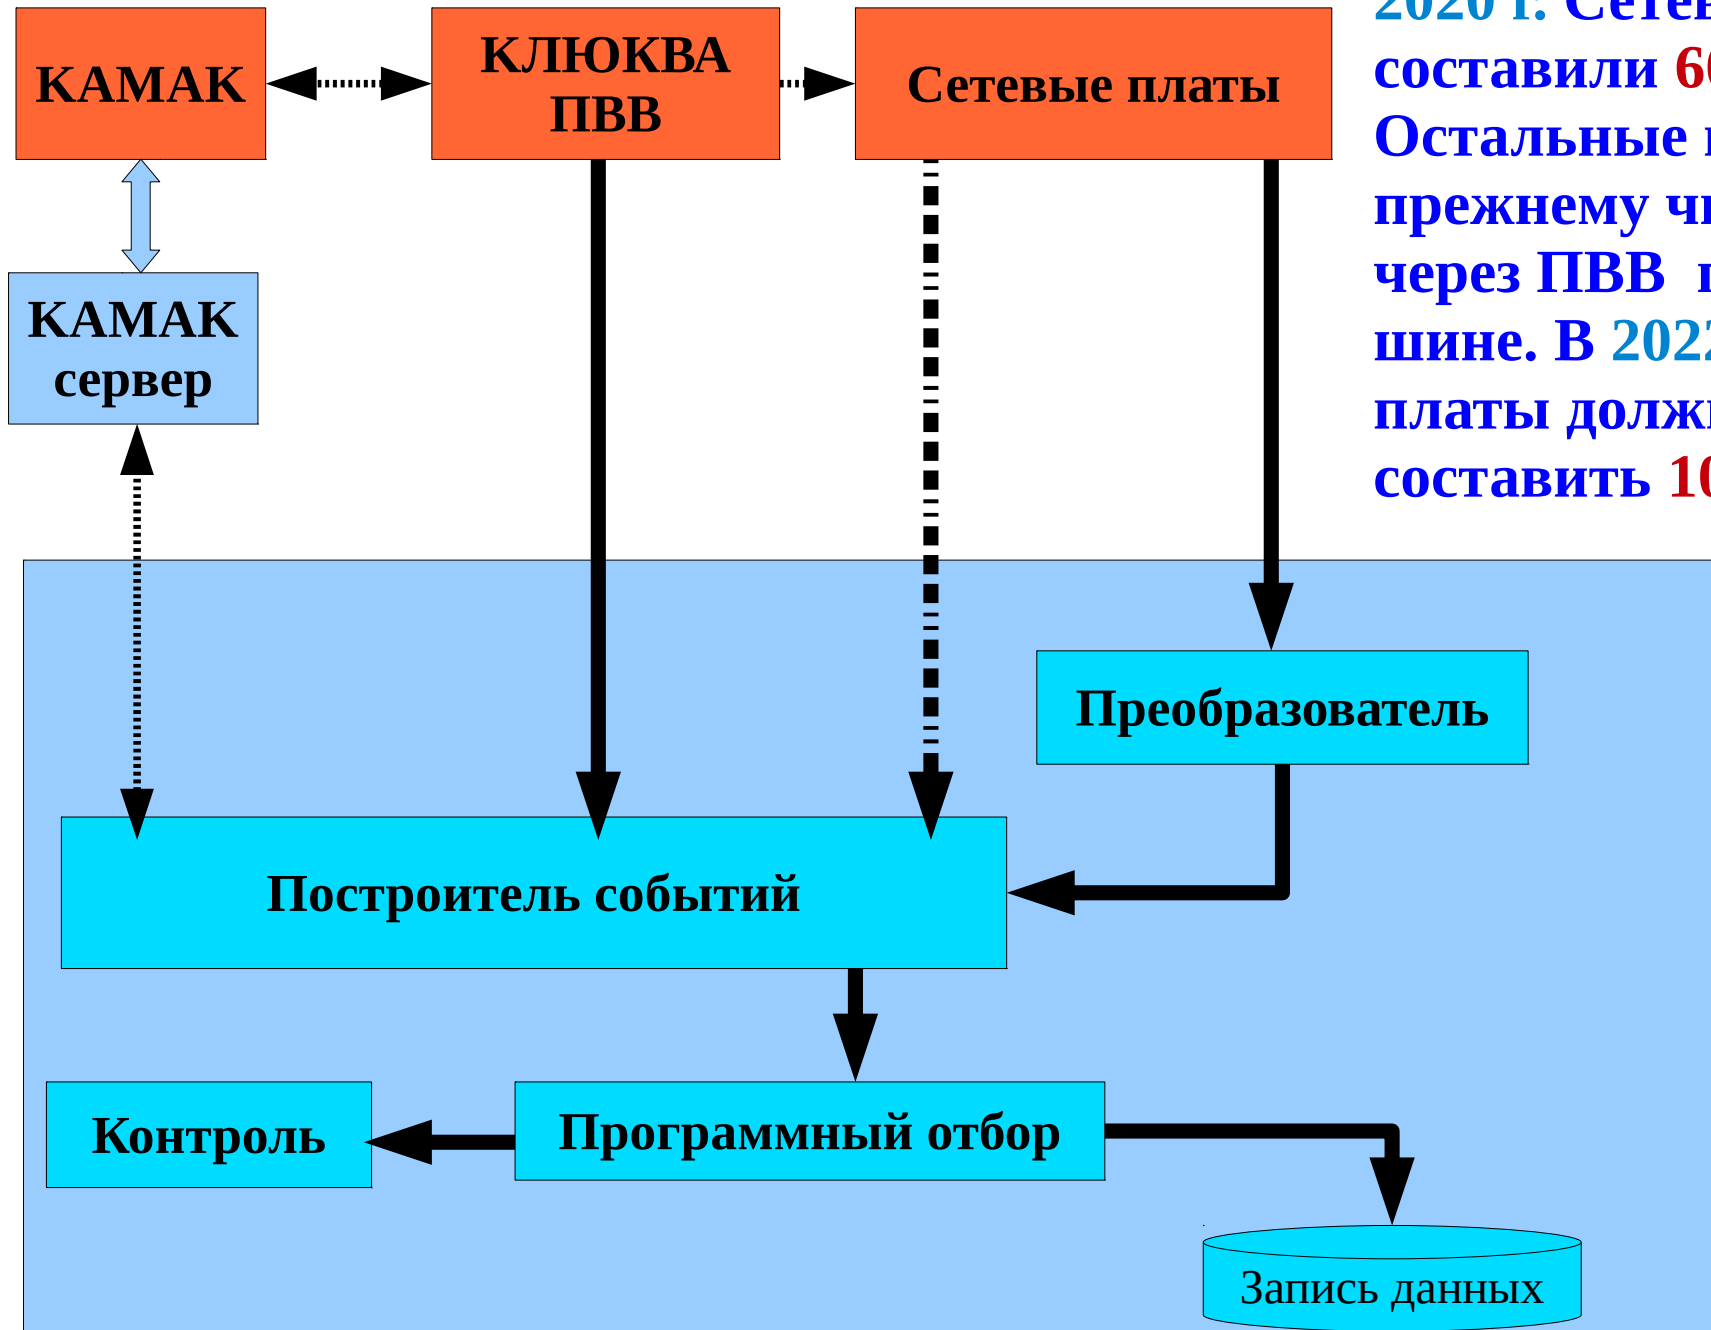 КАМАК
КЛЮКВА
ПВВ
Сетевые платы
2020 г.
составили
Остальные
прежнему
через ПВВ
шине. В
платы
составить
КАМАК
сервер
Преобразователь
Построитель событий
Контроль
Программный отбор
Запись данных